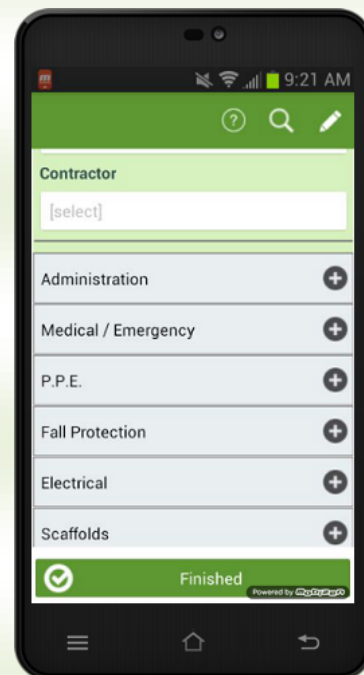 9:21 AM
?
Contractor
[select]
Administration
Medical / Emergency
P.P.E.
Fall Protection
Electrical
Scaffolds
Finished
Powered by